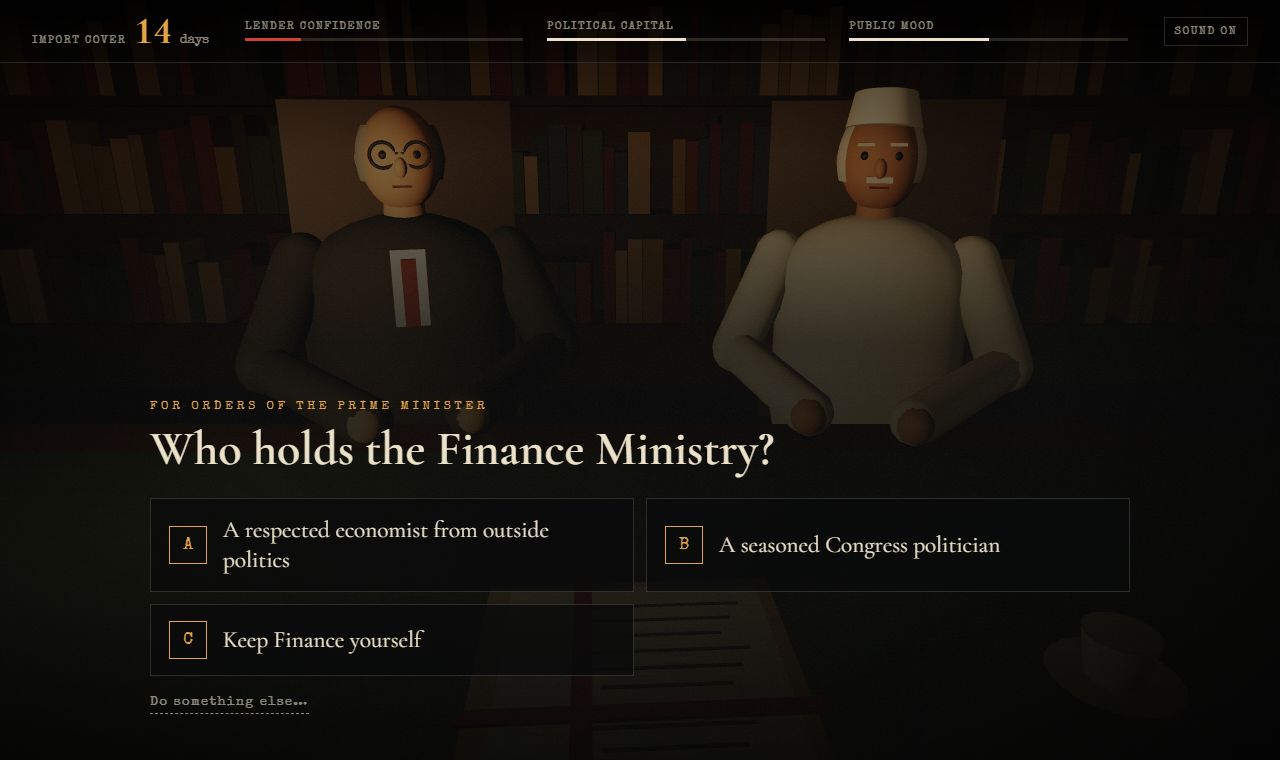 IMPORT COVER 14 days
LENDER CONFIDENCE
POLITICAL CAPITAL
PUBLIC MOOD
SOUND ON
FOR ORDERS OF THE PRIME MINISTER
Who holds the Finance Ministry?
A
A respected economist from outside
politics
B
A seasoned Congress politician
C
Keep Finance yourself
Do something else…